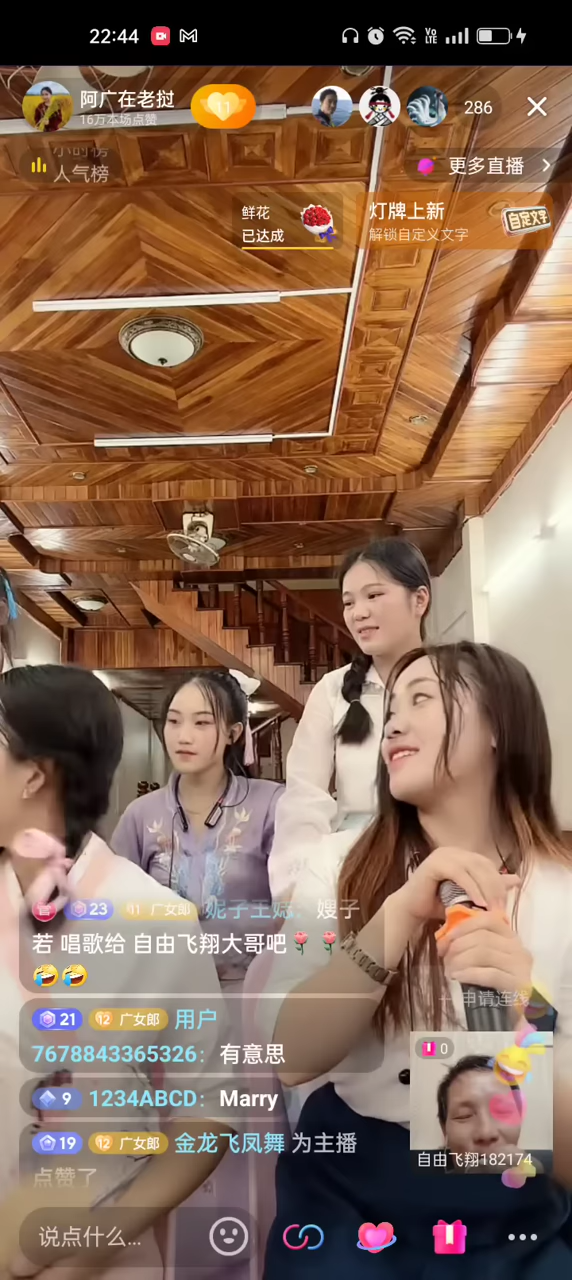 22:44
Vo
LTE
阿广在老挝
16万本场点赞
11
286
小时榜
人气榜
更多直播
鲜花
已达成
灯牌上新
解锁自定义文字
自定义文字
23 11 广女郎 妮子王妃：嫂子
若 唱歌给 自由飞翔大哥吧🌹🌹
🤣🤣
21 12 广女郎 用户
7678843365326：有意思
9 1234ABCD：Marry
19 12 广女郎 金龙飞凤舞 为主播
点赞了
申请连线
0
自由飞翔182174
说点什么...